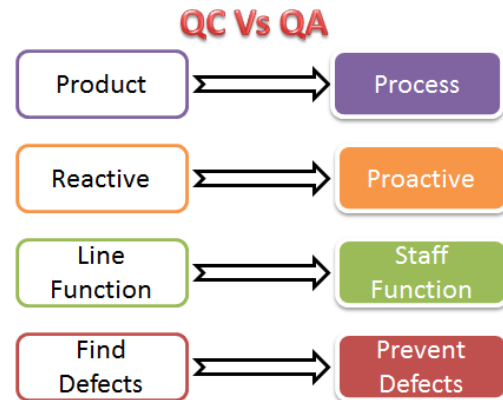 QC Vs QA
Product
Process
Reactive
Proactive
Line
Function
Staff
Function
Find
Defects
Prevent
Defects